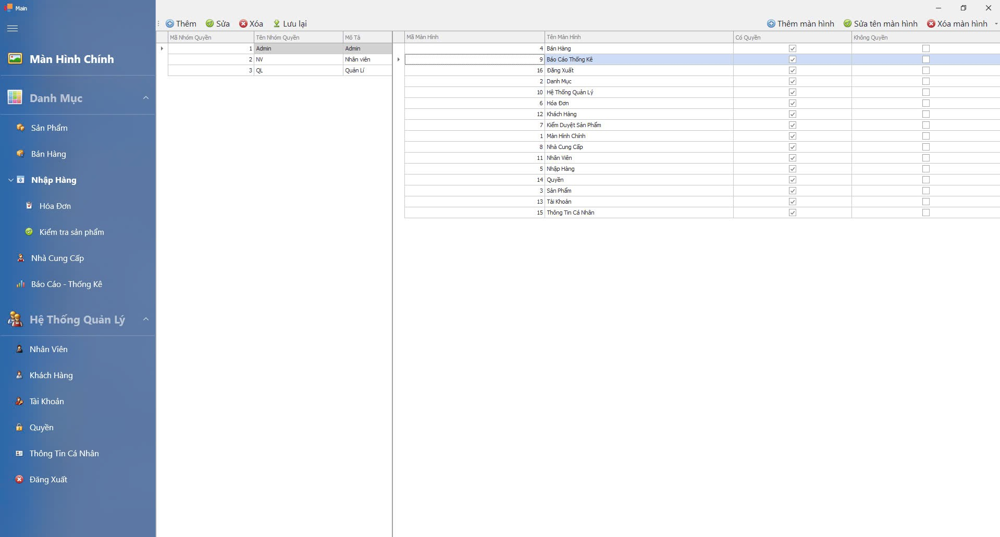 Main
Màn Hình Chính
Danh Mục
Sản Phẩm
Bán Hàng
Nhập Hàng
Hóa Đơn
Kiểm tra sản phẩm
Nhà Cung Cấp
Báo Cáo - Thống Kê
Hệ Thống Quản Lý
Nhân Viên
Khách Hàng
Tài Khoản
Quyền
Thông Tin Cá Nhân
Đăng Xuất
Thêm Sửa Xóa Lưu lại
Mã Nhóm Quyền Tên Nhóm Quyền Mô Tả
1 Admin Admin
2 NV Nhân viên
3 QL Quản Lí
Thêm màn hình Sửa tên màn hình Xóa màn hình
Mã Màn Hình Tên Màn Hình Có Quyền Không Quyền
4 Bán Hàng
9 Báo Cáo Thống Kê
16 Đăng Xuất
2 Danh Mục
10 Hệ Thống Quản Lý
6 Hóa Đơn
12 Khách Hàng
7 Kiểm Duyệt Sản Phẩm
1 Màn Hình Chính
8 Nhà Cung Cấp
11 Nhân Viên
5 Nhập Hàng
14 Quyền
3 Sản Phẩm
13 Tài Khoản
15 Thông Tin Cá Nhân